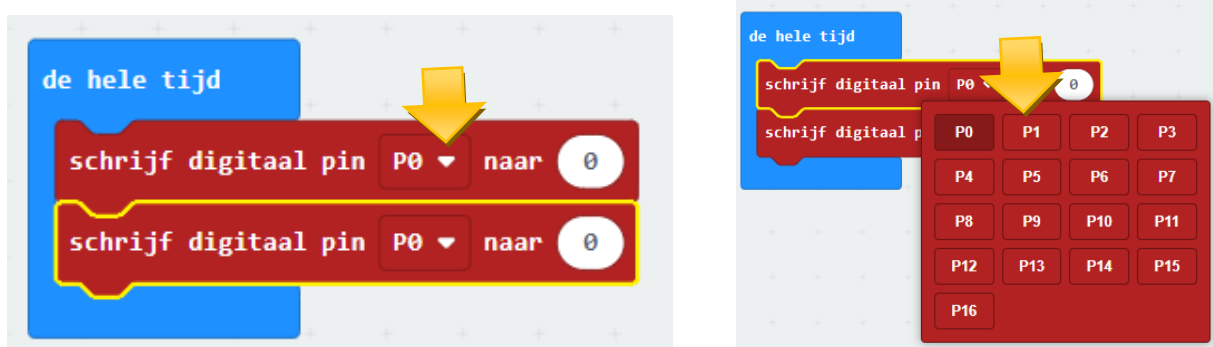 de hele tijd
schrijf digitaal pin P0 naar 0
schrijf digitaal pin P0 naar 0
de hele tijd
schrijf digitaal pin P0 0
schrijf digitaal p
P0 P1 P2 P3
P4 P5 P6 P7
P8 P9 P10 P11
P12 P13 P14 P15
P16